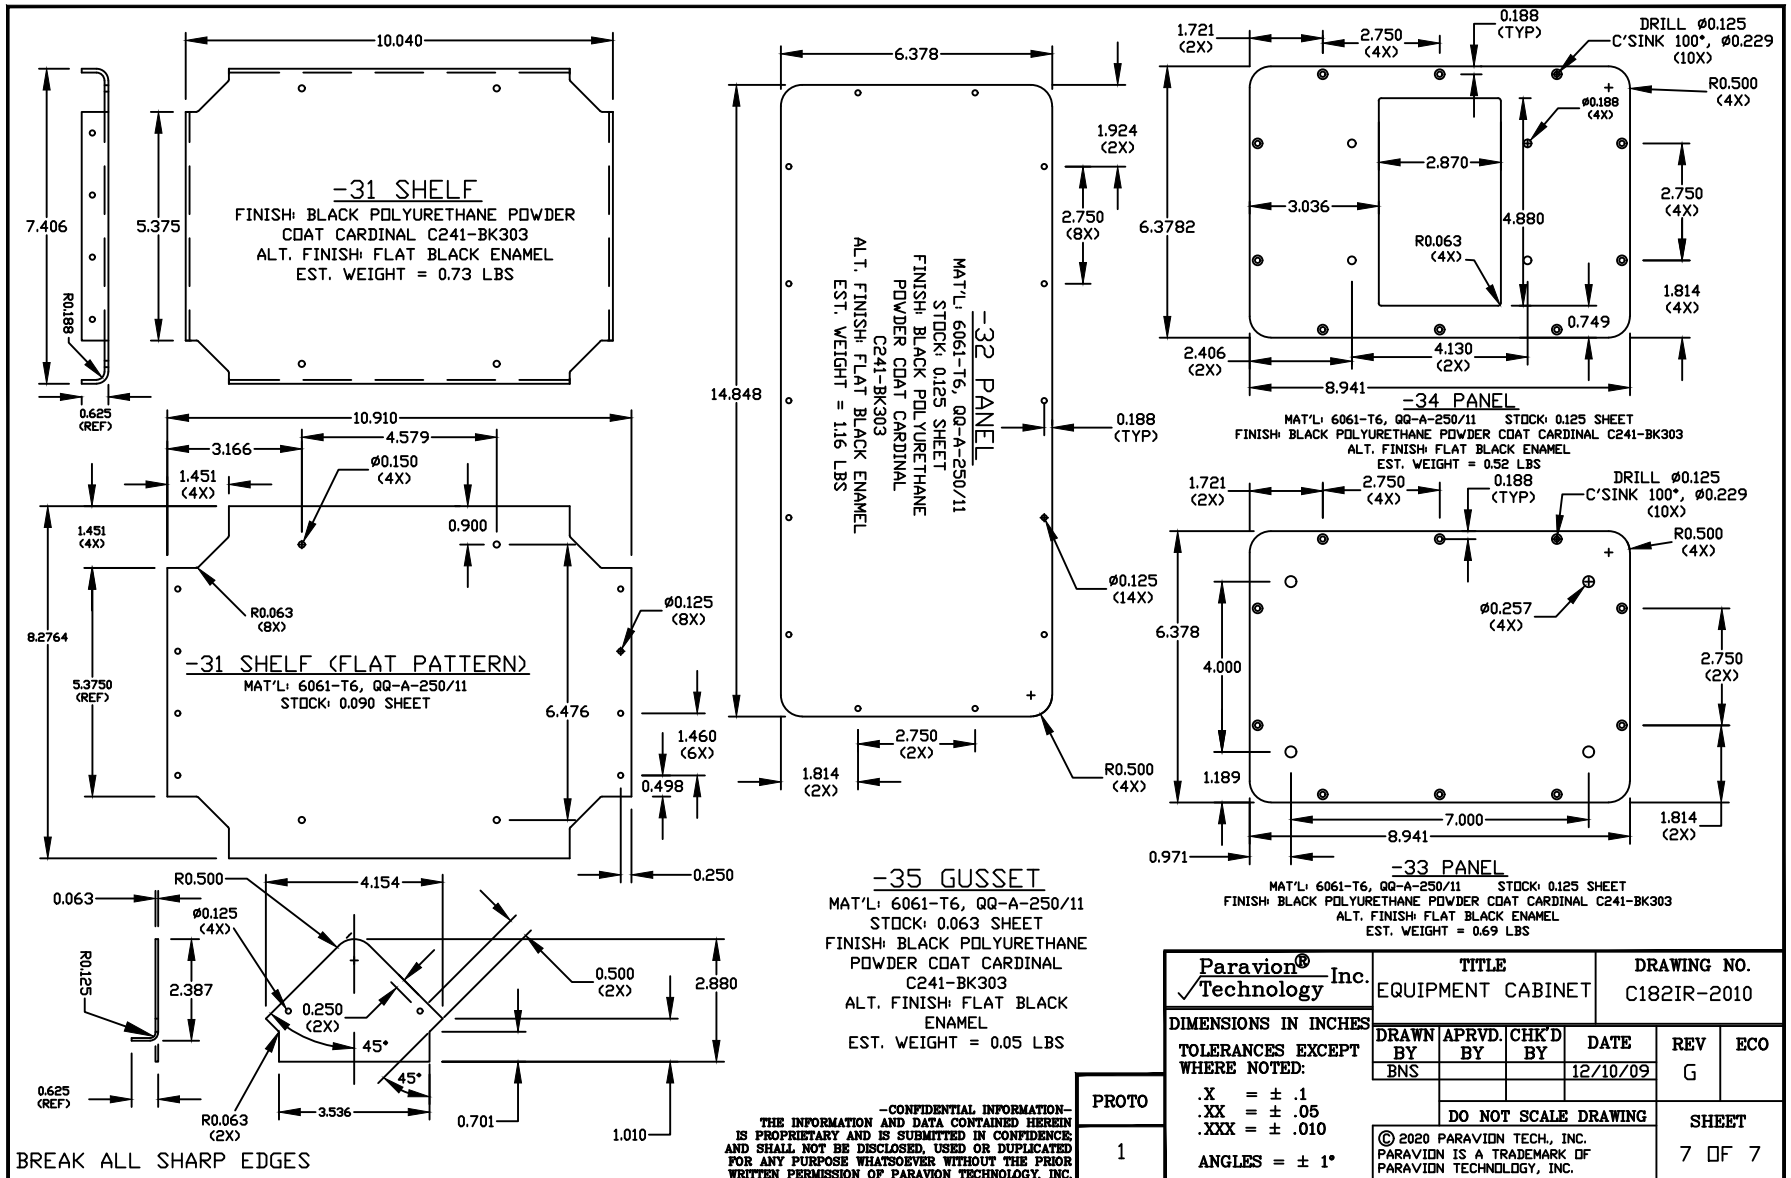 10.040
7.406
5.375
-31 SHELF
FINISH: BLACK POLYURETHANE POWDER
COAT CARDINAL C241-BK303
ALT. FINISH: FLAT BLACK ENAMEL
EST. WEIGHT = 0.73 LBS
R0.188
0.625
(REF)
10.910
3.166
4.579
1.451
(4X)
Ø0.150
(4X)
1.451
(4X)
0.900
R0.063
(8X)
Ø0.125
(8X)
8.2764
5.3750
(REF)
-31 SHELF (FLAT PATTERN)
MAT'L: 6061-T6, QQ-A-250/11
STOCK: 0.090 SHEET
6.476
1.460
(6X)
0.498
0.250
6.378
1.924
(2X)
2.750
(8X)
14.848
-32 PANEL
MAT'L: 6061-T6, QQ-A-250/11
STOCK: 0.125 SHEET
FINISH: BLACK POLYURETHANE
POWDER COAT CARDINAL
C241-BK303
ALT. FINISH: FLAT BLACK ENAMEL
EST. WEIGHT = 1.16 LBS
0.188
(TYP)
Ø0.125
(14X)
2.750
(2X)
1.814
(2X)
R0.500
(4X)
1.721
(2X)
2.750
(4X)
0.188
(TYP)
DRILL Ø0.125
C'SINK 100°, Ø0.229
(10X)
R0.500
(4X)
Ø0.188
(4X)
2.870
3.036
4.880
6.3782
R0.063
(4X)
2.750
(4X)
1.814
(4X)
0.749
2.406
(2X)
4.130
(2X)
8.941
-34 PANEL
MAT'L: 6061-T6, QQ-A-250/11 STOCK: 0.125 SHEET
FINISH: BLACK POLYURETHANE POWDER COAT CARDINAL C241-BK303
ALT. FINISH: FLAT BLACK ENAMEL
EST. WEIGHT = 0.52 LBS
1.721
(2X)
2.750
(4X)
0.188
(TYP)
DRILL Ø0.125
C'SINK 100°, Ø0.229
(10X)
R0.500
(4X)
Ø0.257
(4X)
6.378
4.000
2.750
(2X)
1.189
7.000
1.814
(2X)
8.941
0.971
-33 PANEL
MAT'L: 6061-T6, QQ-A-250/11 STOCK: 0.125 SHEET
FINISH: BLACK POLYURETHANE POWDER COAT CARDINAL C241-BK303
ALT. FINISH: FLAT BLACK ENAMEL
EST. WEIGHT = 0.69 LBS
0.063
R0.500
4.154
Ø0.125
(4X)
R0.125
2.387
0.250
(2X)
0.500
(2X)
2.880
45°
45°
0.625
(REF)
R0.063
(2X)
3.536
0.701
1.010
-35 GUSSET
MAT'L: 6061-T6, QQ-A-250/11
STOCK: 0.063 SHEET
FINISH: BLACK POLYURETHANE
POWDER COAT CARDINAL
C241-BK303
ALT. FINISH: FLAT BLACK
ENAMEL
EST. WEIGHT = 0.05 LBS
BREAK ALL SHARP EDGES
-CONFIDENTIAL INFORMATION-
THE INFORMATION AND DATA CONTAINED HEREIN
IS PROPRIETARY AND IS SUBMITTED IN CONFIDENCE;
AND SHALL NOT BE DISCLOSED, USED OR DUPLICATED
FOR ANY PURPOSE WHATSOEVER WITHOUT THE PRIOR
WRITTEN PERMISSION OF PARAVION TECHNOLOGY, INC.
PROTO
1
Paravion® Technology Inc.
TITLE
EQUIPMENT CABINET
DRAWING NO.
C182IR-2010
DIMENSIONS IN INCHES
TOLERANCES EXCEPT
WHERE NOTED:
.X = ± .1
.XX = ± .05
.XXX = ± .010
ANGLES = ± 1°
DRAWN BY
APRVD. BY
CHK'D BY
DATE
REV
ECO
BNS
12/10/09
G
DO NOT SCALE DRAWING
SHEET
7 OF 7
© 2020 PARAVION TECH., INC.
PARAVION IS A TRADEMARK OF
PARAVION TECHNOLOGY, INC.